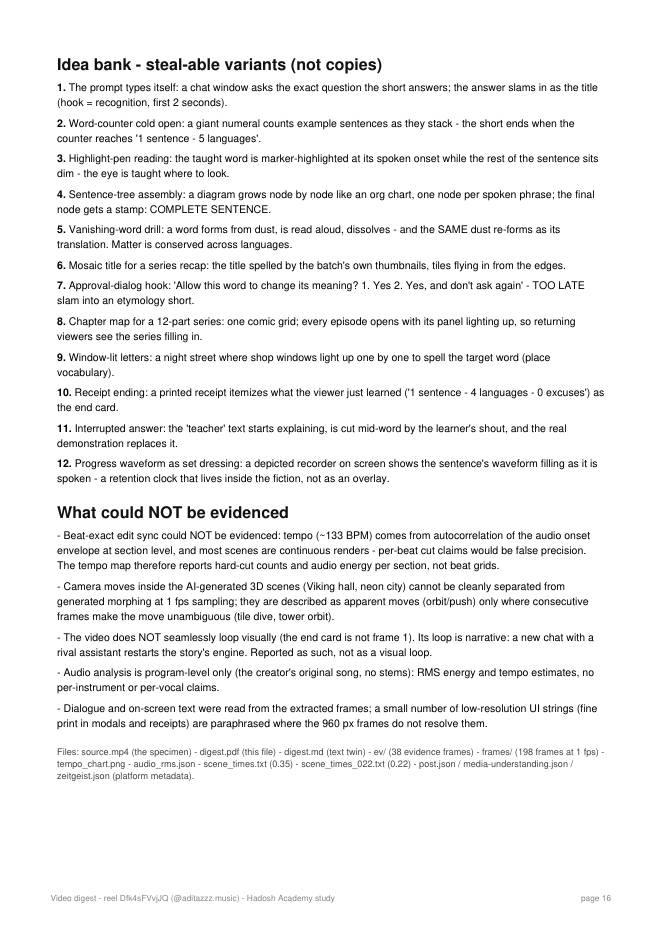 Idea bank - steal-able variants (not copies)
1. The prompt types itself: a chat window asks the exact question the short answers; the answer slams in as the title
(hook = recognition, first 2 seconds).
2. Word-counter cold open: a giant numeral counts example sentences as they stack - the short ends when the
counter reaches '1 sentence - 5 languages'.
3. Highlight-pen reading: the taught word is marker-highlighted at its spoken onset while the rest of the sentence sits
dim - the eye is taught where to look.
4. Sentence-tree assembly: a diagram grows node by node like an org chart, one node per spoken phrase; the final
node gets a stamp: COMPLETE SENTENCE.
5. Vanishing-word drill: a word forms from dust, is read aloud, dissolves - and the SAME dust re-forms as its
translation. Matter is conserved across languages.
6. Mosaic title for a series recap: the title spelled by the batch's own thumbnails, tiles flying in from the edges.
7. Approval-dialog hook: 'Allow this word to change its meaning? 1. Yes 2. Yes, and don't ask again' - TOO LATE
slam into an etymology short.
8. Chapter map for a 12-part series: one comic grid; every episode opens with its panel lighting up, so returning
viewers see the series filling in.
9. Window-lit letters: a night street where shop windows light up one by one to spell the target word (place
vocabulary).
10. Receipt ending: a printed receipt itemizes what the viewer just learned ('1 sentence - 4 languages - 0 excuses') as
the end card.
11. Interrupted answer: the 'teacher' text starts explaining, is cut mid-word by the learner's shout, and the real
demonstration replaces it.
12. Progress waveform as set dressing: a depicted recorder on screen shows the sentence's waveform filling as it is
spoken - a retention clock that lives inside the fiction, not as an overlay.
What could NOT be evidenced
- Beat-exact edit sync could NOT be evidenced: tempo (~133 BPM) comes from autocorrelation of the audio onset
envelope at section level, and most scenes are continuous renders - per-beat cut claims would be false precision.
The tempo map therefore reports hard-cut counts and audio energy per section, not beat grids.
- Camera moves inside the AI-generated 3D scenes (Viking hall, neon city) cannot be cleanly separated from
generated morphing at 1 fps sampling; they are described as apparent moves (orbit/push) only where consecutive
frames make the move unambiguous (tile dive, tower orbit).
- The video does NOT seamlessly loop visually (the end card is not frame 1). Its loop is narrative: a new chat with a
rival assistant restarts the story's engine. Reported as such, not as a visual loop.
- Audio analysis is program-level only (the creator's original song, no stems): RMS energy and tempo estimates, no
per-instrument or per-vocal claims.
- Dialogue and on-screen text were read from the extracted frames; a small number of low-resolution UI strings (fine
print in modals and receipts) are paraphrased where the 960 px frames do not resolve them.
Files: source.mp4 (the specimen) - digest.pdf (this file) - digest.md (text twin) - ev/ (38 evidence frames) - frames/ (198 frames at 1 fps) -
tempo_chart.png - audio_rms.json - scene_times.txt (0.35) - scene_times_022.txt (0.22) - post.json / media-understanding.json /
zeitgeist.json (platform metadata).
Video digest - reel Dfk4sFVvjJQ (@aditazzz.music) - Hadosh Academy study
page 16